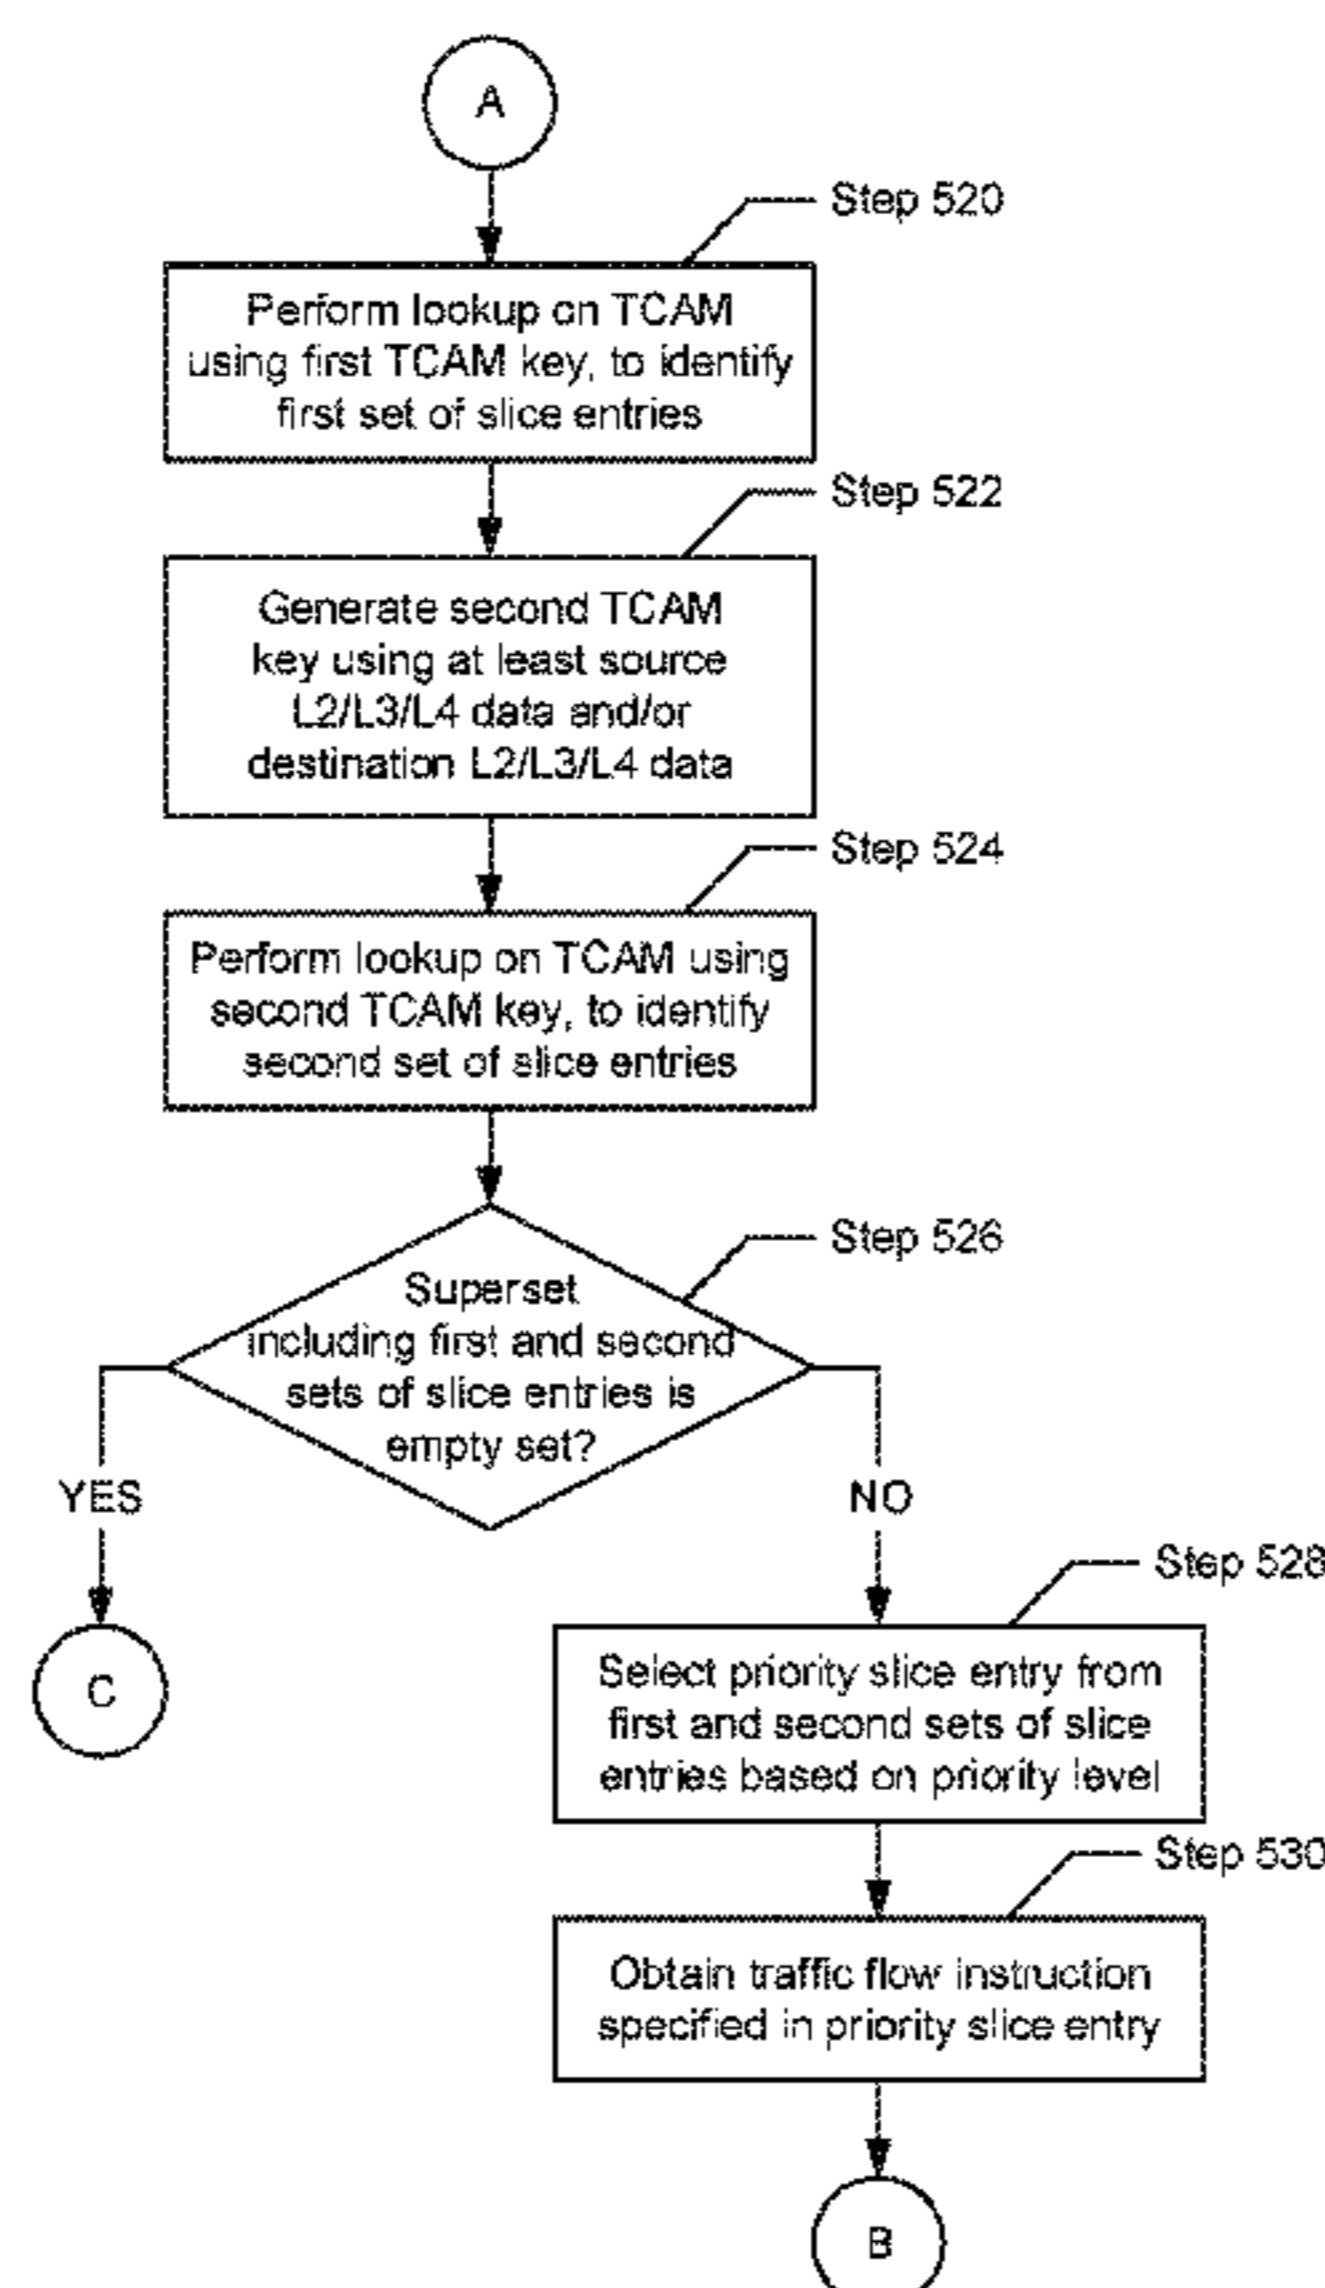 A
Step 520
Perform lookup on TCAM
using first TCAM key, to identify
first set of slice entries
Step 522
Generate second TCAM
key using at least source
L2/L3/L4 data and/or
destination L2/L3/L4 data
Step 524
Perform lookup on TCAM using
second TCAM key, to identify
second set of slice entries
Step 526
Superset
including first and second
sets of slice entries is
empty set?
YES
NO
Step 528
C
Select priority slice entry from
first and second sets of slice
entries based on priority level
Step 530
Obtain traffic flow instruction
specified in priority slice entry
B